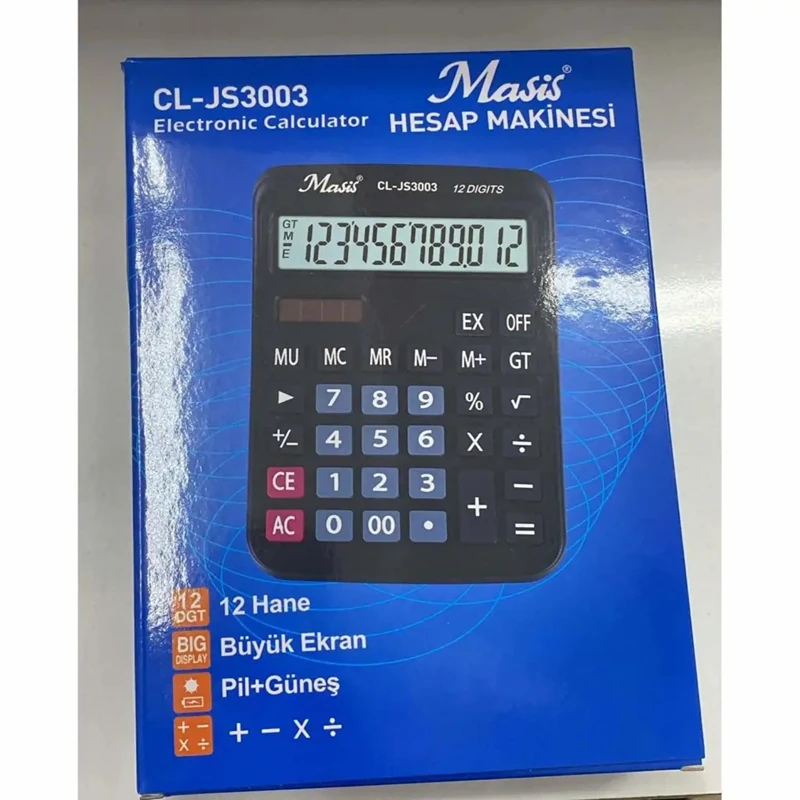 CL-JS3003
Electronic Calculator
Masis®
HESAP MAKİNESİ
Masis® CL-JS3003 12 DIGITS
GT
M
E
123456789.012
EX OFF
MU MC MR M– M+ GT
► 7 8 9 % √
+/– 4 5 6 X ÷
CE 1 2 3 + –
AC 0 00 • =
12 DGT 12 Hane
BIG DISPLAY Büyük Ekran
Pil+Güneş
+ – X ÷ + – X ÷